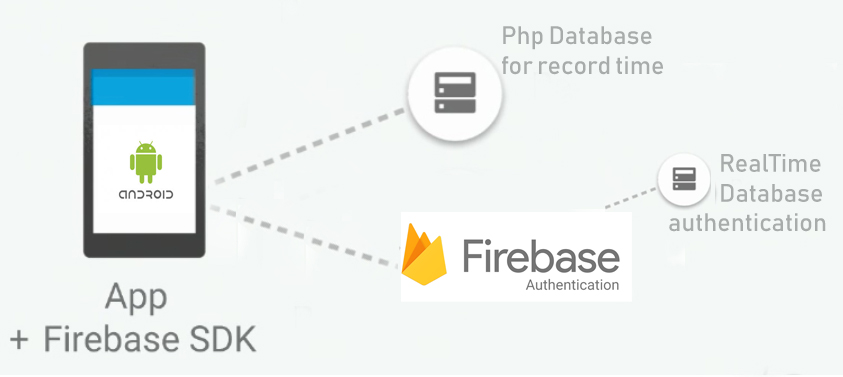 Php Database
for record time
ANDROID
RealTime
Database
authentication
Firebase
Authentication
App
+ Firebase SDK